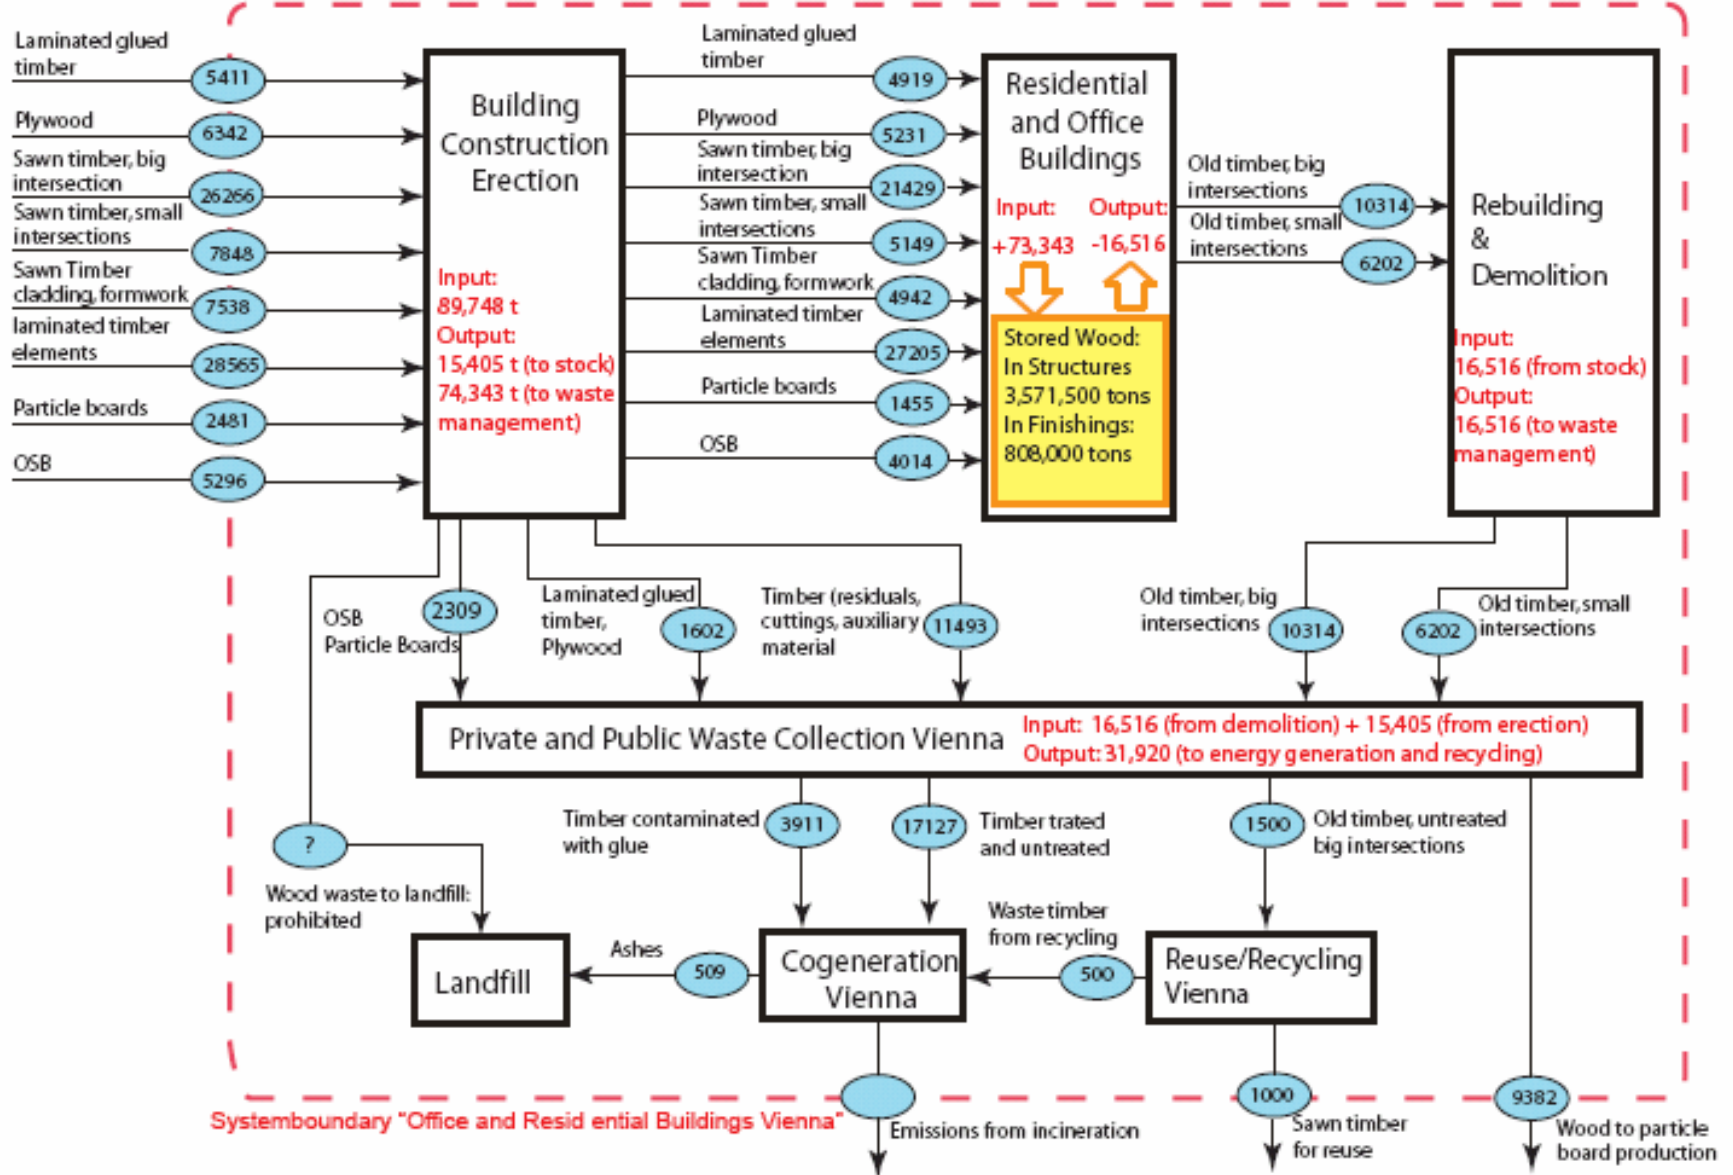 Laminated glued
timber
5411
Plywood
6342
Sawn timber, big
intersection
26266
Sawn timber, small
intersections
7848
Sawn Timber
cladding, formwork
7538
laminated timber
elements
28565
Particle boards
2481
OSB
5296
Building
Construction
Erection
Input:
89,748 t
Output:
15,405 t (to stock)
74,343 t (to waste
management)
Laminated glued
timber
4919
Plywood
5231
Sawn timber, big
intersection
21429
Sawn timber, small
intersections
5149
Sawn Timber
cladding, formwork
4942
Laminated timber
elements
27205
Particle boards
1455
OSB
4014
Residential
and Office
Buildings
Input: Output:
+73,343 -16,516
Stored Wood:
In Structures
3,571,500 tons
In Finishings:
808,000 tons
Old timber, big
intersections
10314
Old timber, small
intersections
6202
Rebuilding
&
Demolition
Input:
16,516 (from stock)
Output:
16,516 (to waste
management)
OSB
Particle Boards
2309
Laminated glued
timber,
Plywood
1602
Timber (residuals,
cuttings, auxiliary
material
11493
Old timber, big
intersections
10314
Old timber, small
intersections
6202
Private and Public Waste Collection Vienna
Input: 16,516 (from demolition) + 15,405 (from erection)
Output: 31,920 (to energy generation and recycling)
?
Wood waste to landfill:
prohibited
Timber contaminated
with glue
3911
17127
Timber trated
and untreated
1500
Old timber, untreated
big intersections
Landfill
Ashes
509
Cogeneration
Vienna
Waste timber
from recycling
500
Reuse/Recycling
Vienna
Systemboundary "Office and Resid ential Buildings Vienna"
Emissions from incineration
1000
Sawn timber
for reuse
9382
Wood to particle
board production